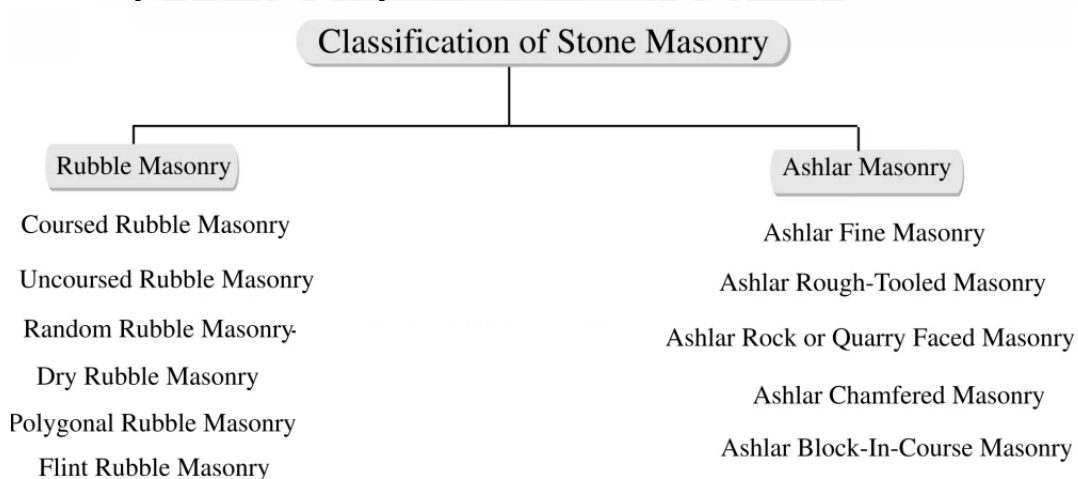 Classification of Stone Masonry
Rubble Masonry
Coursed Rubble Masonry
Uncoursed Rubble Masonry
Random Rubble Masonry
Dry Rubble Masonry
Polygonal Rubble Masonry
Flint Rubble Masonry
Ashlar Masonry
Ashlar Fine Masonry
Ashlar Rough-Tooled Masonry
Ashlar Rock or Quarry Faced Masonry
Ashlar Chamfered Masonry
Ashlar Block-In-Course Masonry